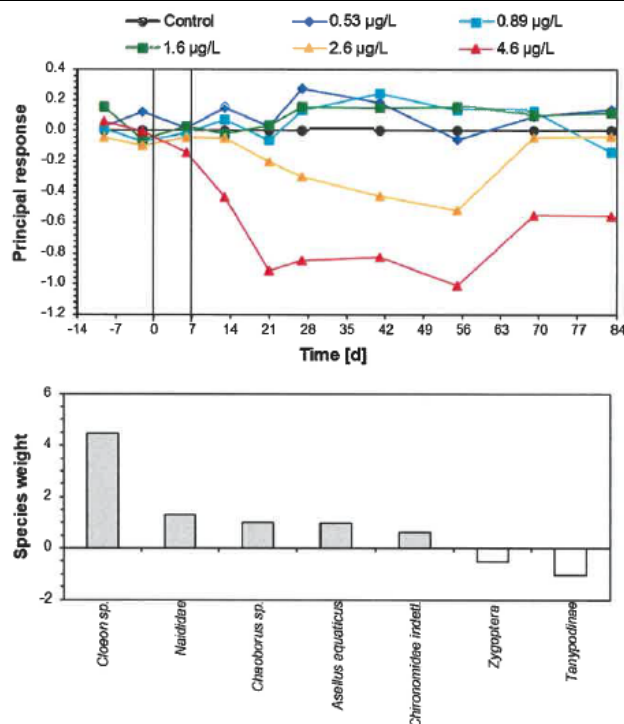 Control 0.53 µg/L 0.89 µg/L
1.6 µg/L 2.6 µg/L 4.6 µg/L
Principal response
0.4
0.2
0.0
-0.2
-0.4
-0.6
-0.8
-1.0
-1.2
-14 -7 0 7 14 21 28 35 42 49 56 63 70 77 84
Time [d]
Species weight
6
4
2
0
-2
Cloeon sp.
Naididae
Chaoborus sp.
Asellus equaticus
Chironomidae indetl.
Zygoptera
Tanypodinae